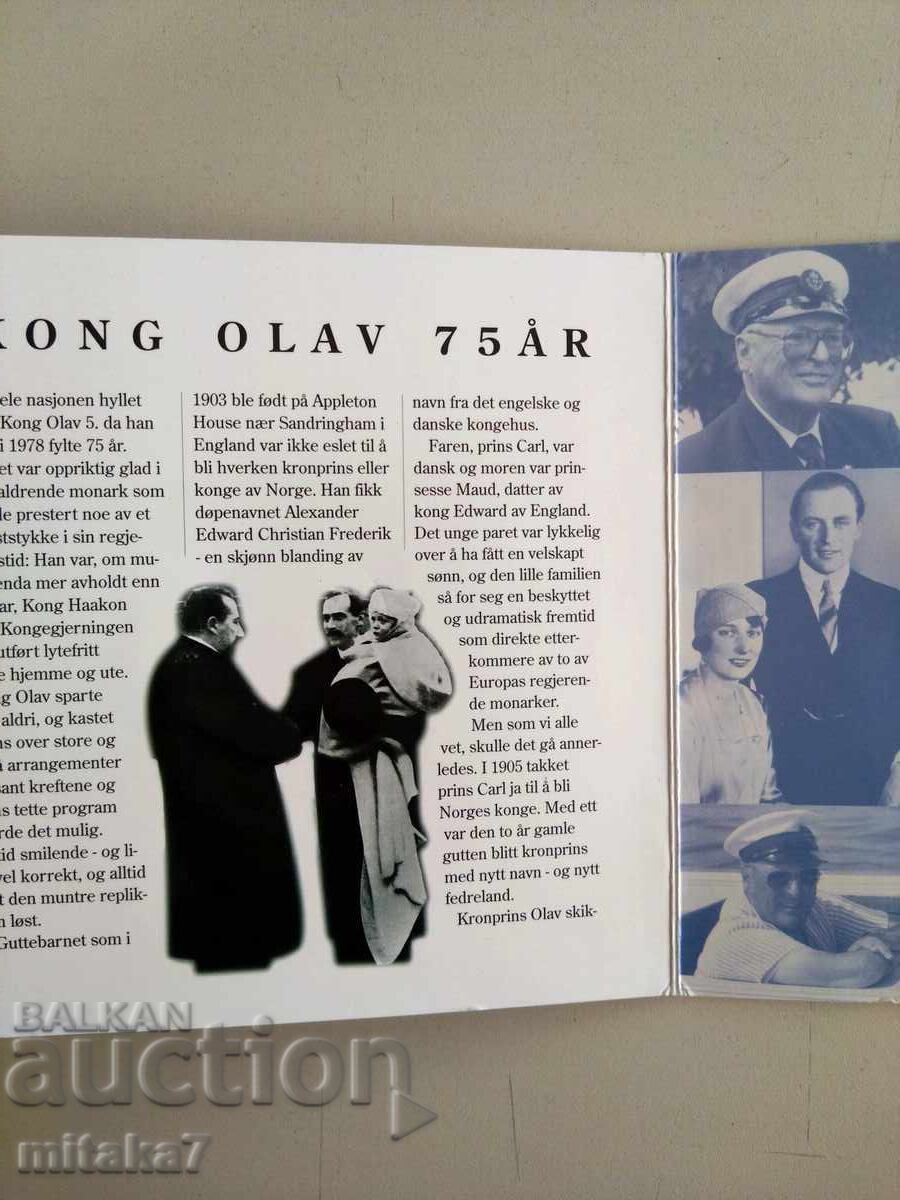 KONG OLAV 75 ÅR
ele nasjonen hyllet
Kong Olav 5. da han
i 1978 fylte 75 år.
et var oppriktig glad i
aldrende monark som
le prestert noe av et
ststykke i sin regje-
stid: Han var, om mu-
enda mer avholdt enn
ar, Kong Haakon
Kongegjerningen
utført lytefritt
e hjemme og ute.
g Olav sparte
aldri, og kastet
ns over store og
å arrangementer
sant kreftene og
ns tette program
rde det mulig.
tid smilende - og li-
vel korrekt, og alltid
t den muntre replik-
n løst.
Guttebarnet som i
1903 ble født på Appleton
House nær Sandringham i
England var ikke eslet til å
bli hverken kronprins eller
konge av Norge. Han fikk
døpenavnet Alexander
Edward Christian Frederik
- en skjønn blanding av
navn fra det engelske og
danske kongehus.
Faren, prins Carl, var
dansk og moren var prin-
sesse Maud, datter av
kong Edward av England.
Det unge paret var lykkelig
over å ha fått en velskapt
sønn, og den lille familien
så for seg en beskyttet
og udramatisk fremtid
som direkte etter-
kommere av to av
Europas regjeren-
de monarker.
Men som vi alle
vet, skulle det gå anner-
ledes. I 1905 takket
prins Carl ja til å bli
Norges konge. Med ett
var den to år gamle
gutten blitt kronprins
med nytt navn - og nytt
fedreland.
Kronprins Olav skik-
BALKAN
auction
mitaka7